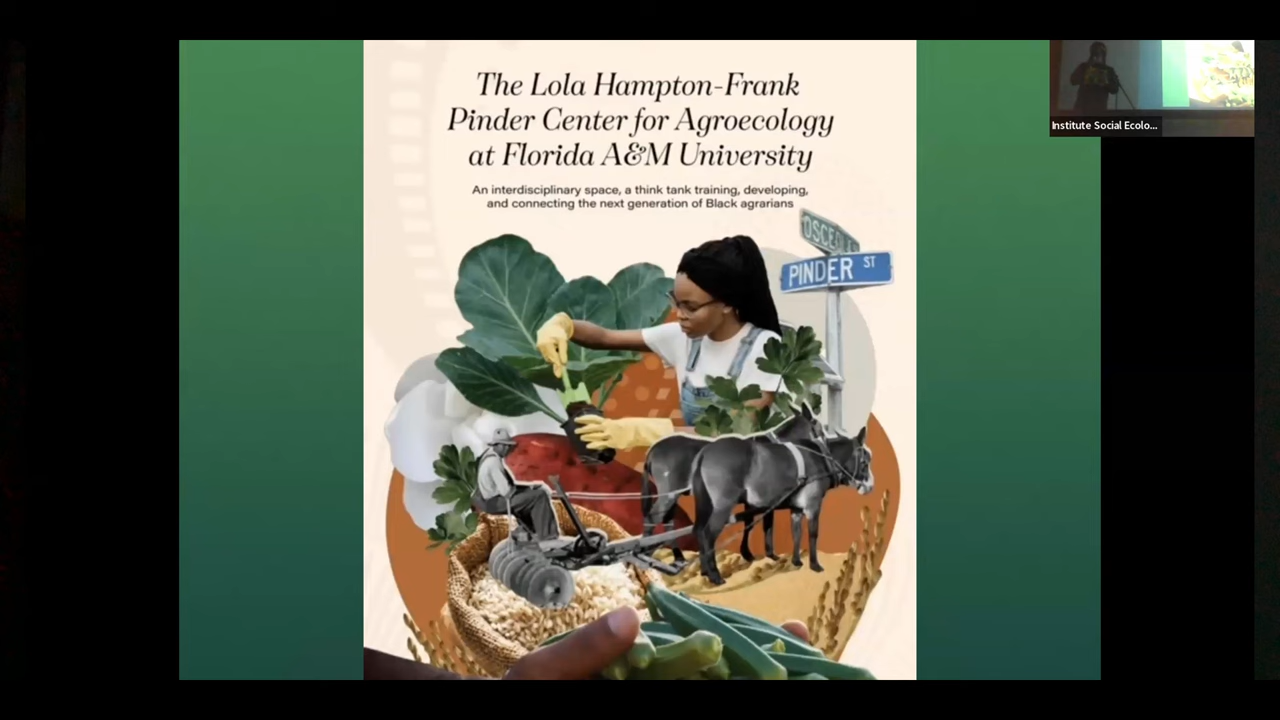 The Lola Hampton-Frank
Pinder Center for Agroecology
at Florida A&M University
An interdisciplinary space, a think tank training, developing,
and connecting the next generation of Black agrarians
PINDER ST
Institute Social Ecolo...